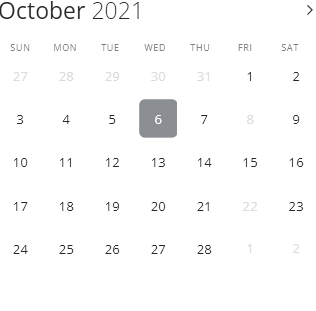 October 2021
SUN MON TUE WED THU FRI SAT
27 28 29 30 31 1 2
3 4 5 6 7 8 9
10 11 12 13 14 15 16
17 18 19 20 21 22 23
24 25 26 27 28 1 2